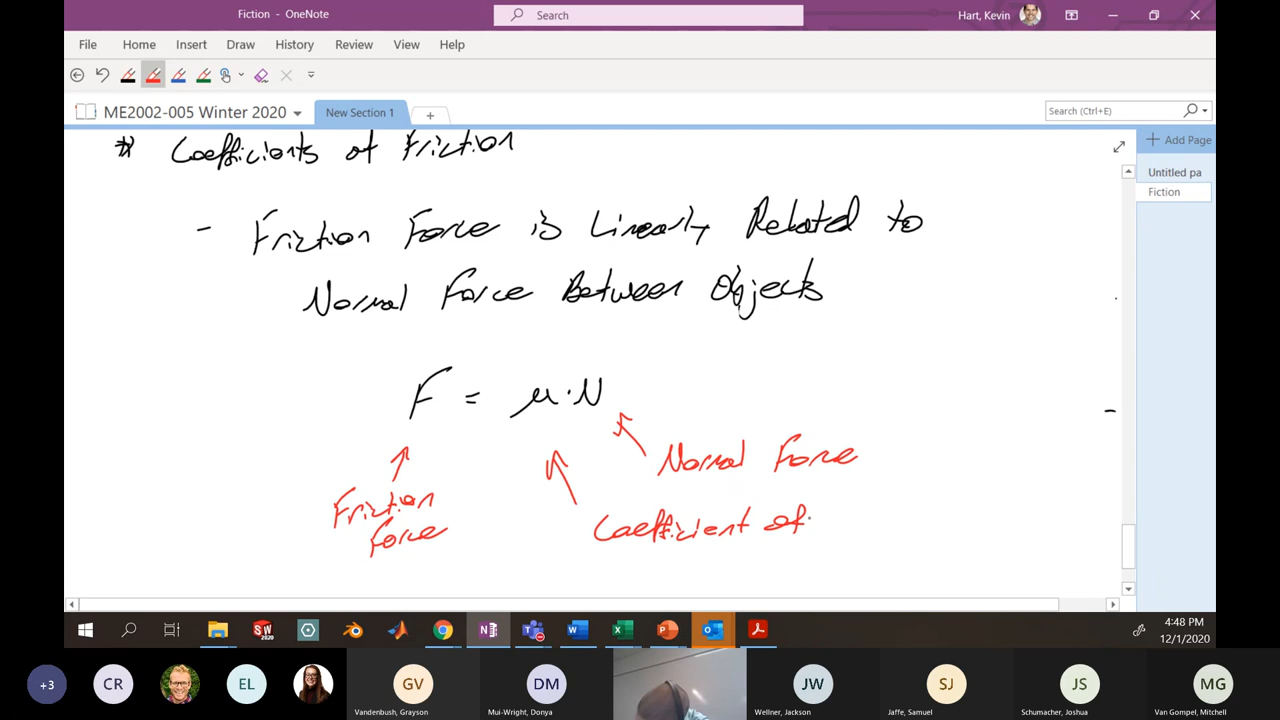 Fiction - OneNote
Search
Hart, Kevin
File Home Insert Draw History Review View Help
ME2002-005 Winter 2020
New Section 1
Search (Ctrl+E)
Add Page
Untitled pa
Fiction
* Coefficients of Friction
- Friction Force is Linearly Related to
Normal Force Between Objects
F = μ·N
Normal Force
Friction
Force
Coefficient of
4:48 PM
12/1/2020
SW
2020
+3
CR
EL
GV
DM
JW
SJ
JS
MG
Vandenbush, Grayson
Mui-Wright, Donya
Wellner, Jackson
Jaffe, Samuel
Schumacher, Joshua
Van Gompel, Mitchell